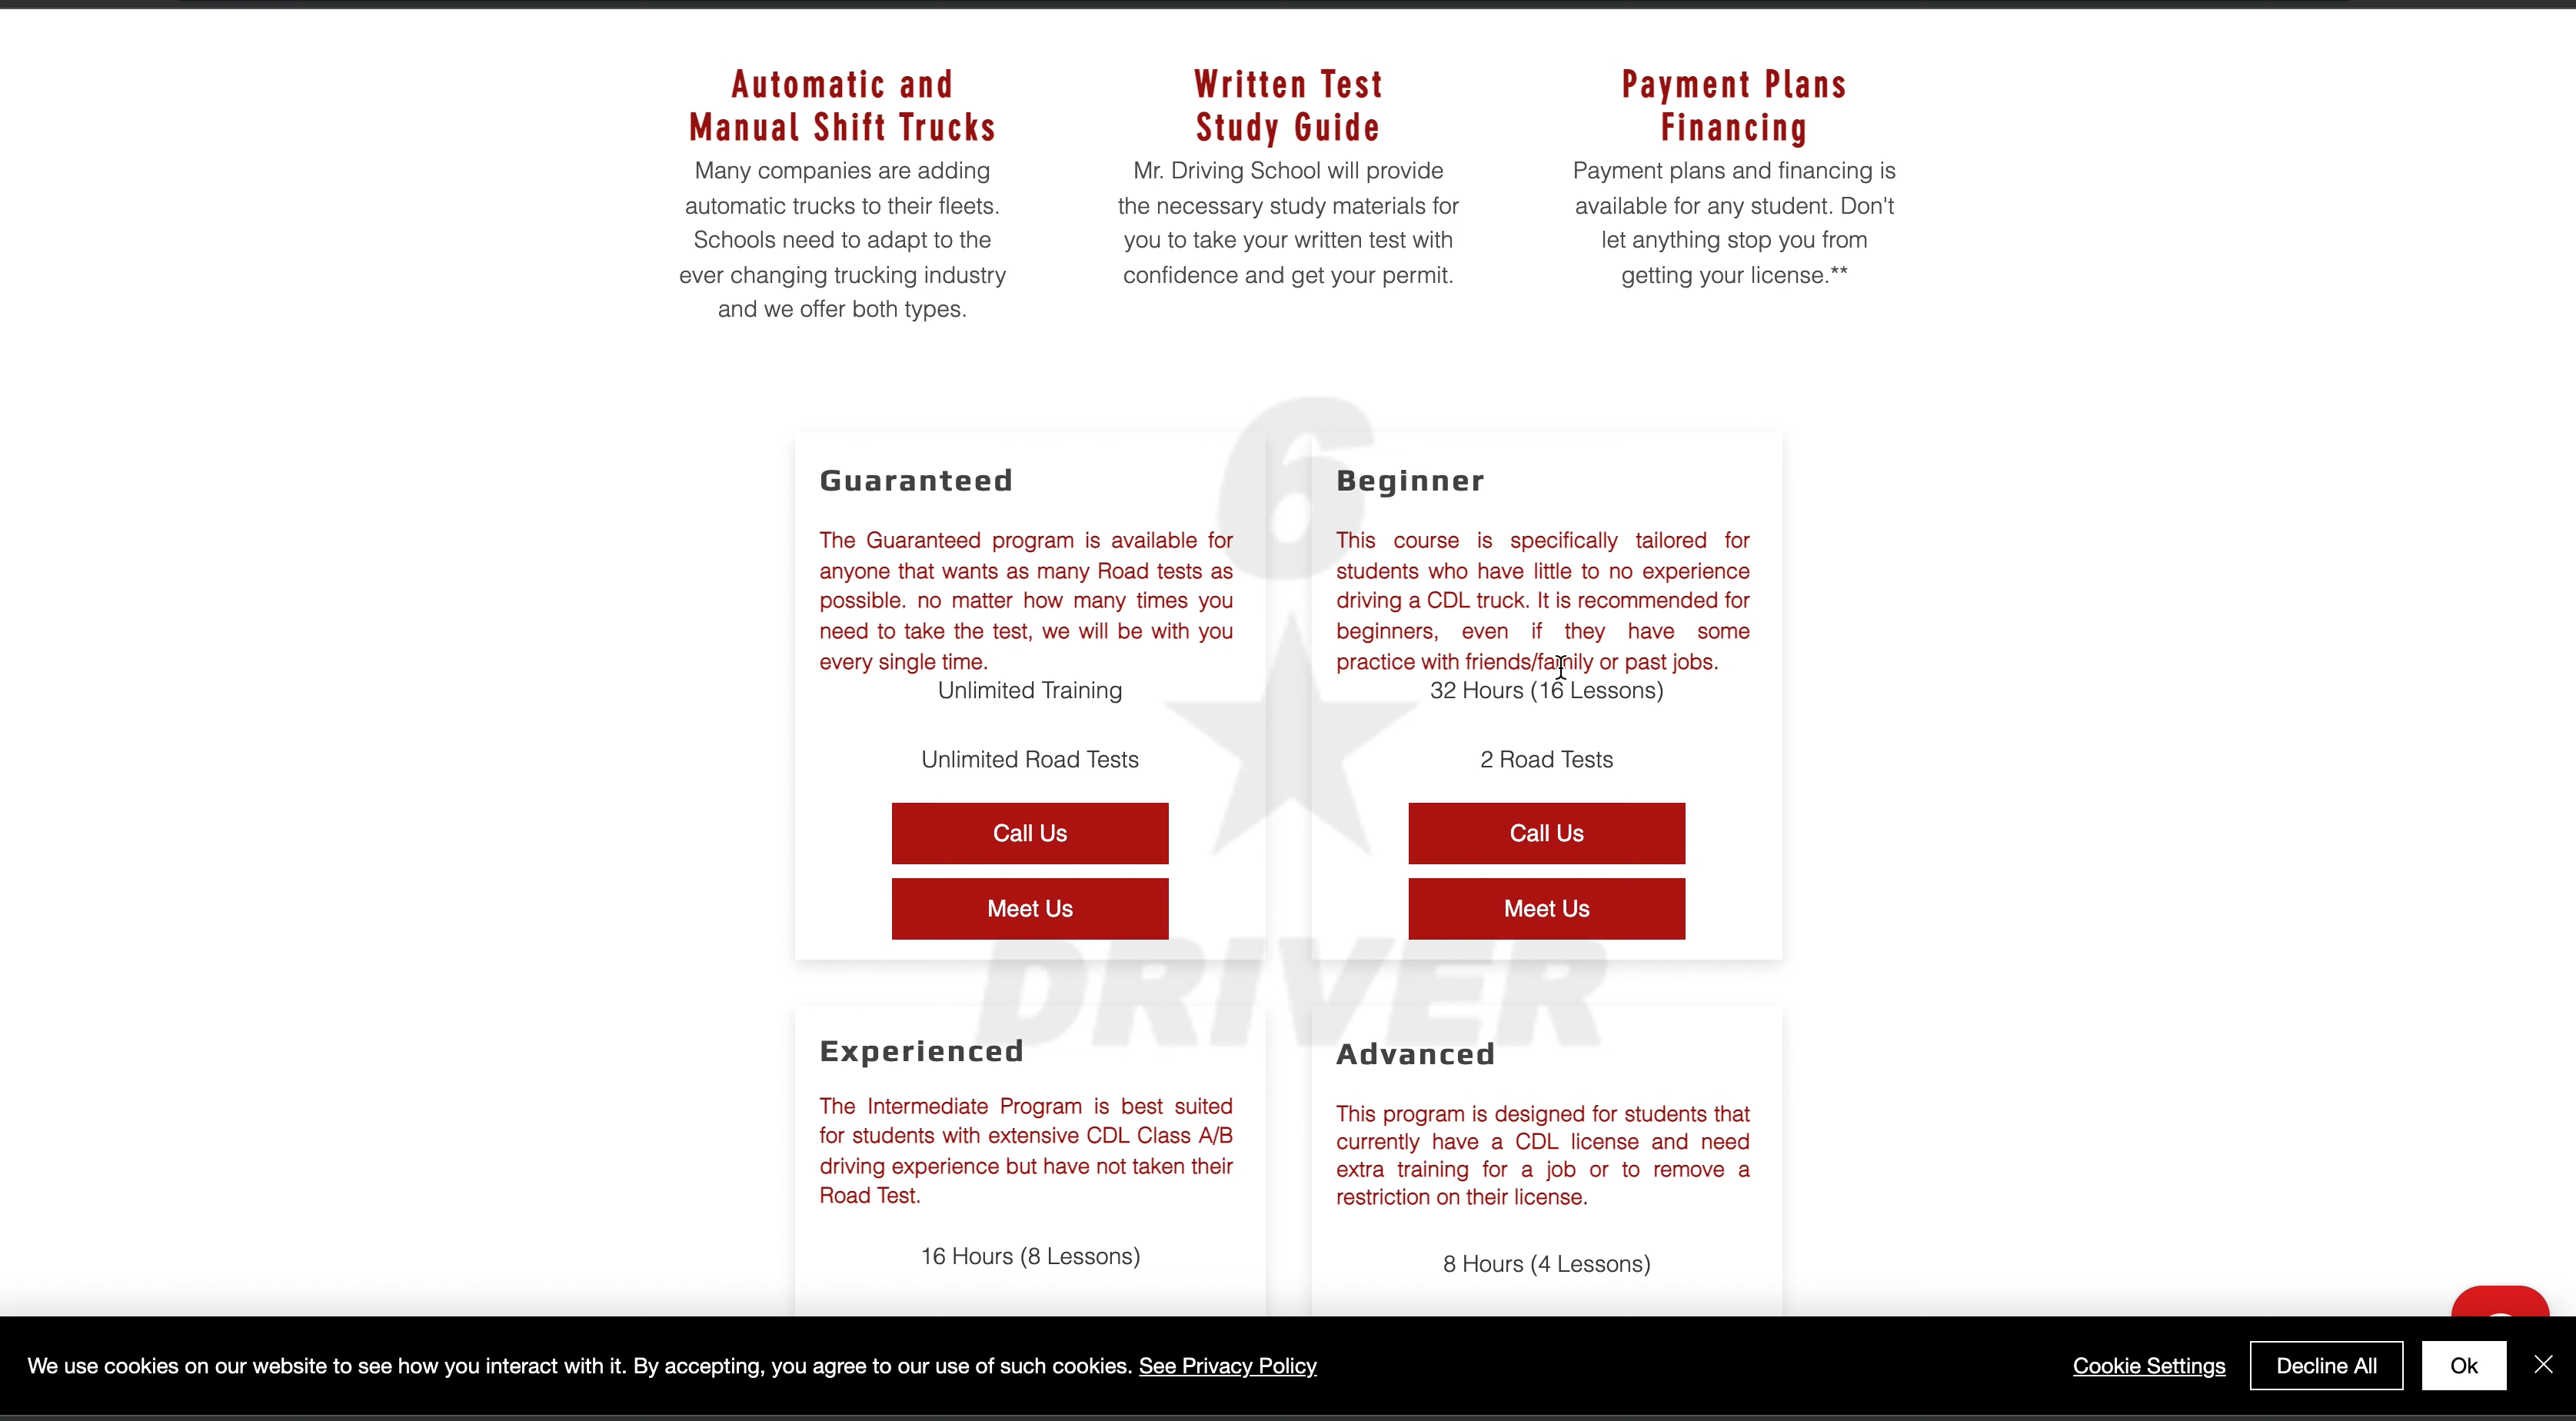 Automatic and
Manual Shift Trucks
Many companies are adding
automatic trucks to their fleets.
Schools need to adapt to the
ever changing trucking industry
and we offer both types.
Written Test
Study Guide
Mr. Driving School will provide
the necessary study materials for
you to take your written test with
confidence and get your permit.
Payment Plans
Financing
Payment plans and financing is
available for any student. Don't
let anything stop you from
getting your license.**
6
DRIVER
Guaranteed
The Guaranteed program is available for
anyone that wants as many Road tests as
possible. no matter how many times you
need to take the test, we will be with you
every single time.
Unlimited Training
Unlimited Road Tests
Call Us
Meet Us
Beginner
This course is specifically tailored for
students who have little to no experience
driving a CDL truck. It is recommended for
beginners, even if they have some
practice with friends/family or past jobs.
32 Hours (16 Lessons)
2 Road Tests
Call Us
Meet Us
Experienced
The Intermediate Program is best suited
for students with extensive CDL Class A/B
driving experience but have not taken their
Road Test.
16 Hours (8 Lessons)
Advanced
This program is designed for students that
currently have a CDL license and need
extra training for a job or to remove a
restriction on their license.
8 Hours (4 Lessons)
We use cookies on our website to see how you interact with it. By accepting, you agree to our use of such cookies. See Privacy Policy
Cookie Settings
Decline All
Ok